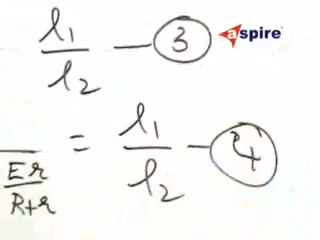 l₁/l₂ — ③
aspire
= l₁/l₂ — ④
Er/R+r